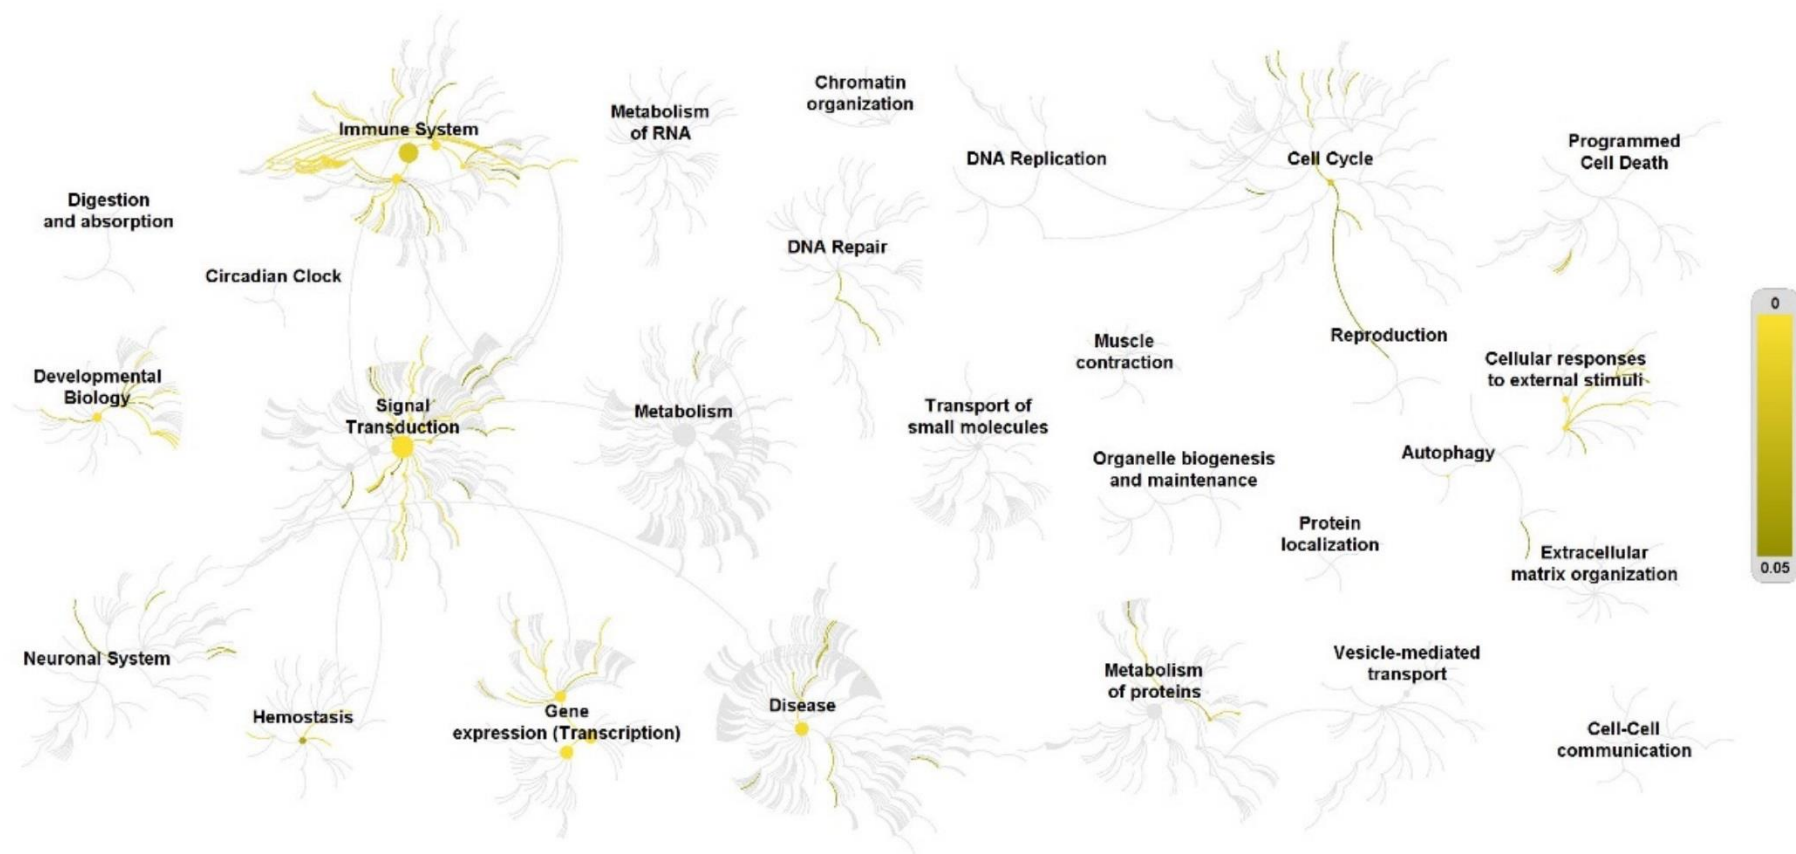 Immune System
Metabolism
of RNA
Chromatin
organization
DNA Replication
Cell Cycle
Programmed
Cell Death
Digestion
and absorption
Circadian Clock
DNA Repair
0
Developmental
Biology
Signal
Transduction
Metabolism
Transport of
small molecules
Muscle
contraction
Reproduction
Cellular responses
to external stimuli
Organelle biogenesis
and maintenance
Autophagy
Protein
localization
Extracellular
matrix organization
0.05
Neuronal System
Hemostasis
Gene
expression (Transcription)
Disease
Metabolism
of proteins
Vesicle-mediated
transport
Cell-Cell
communication